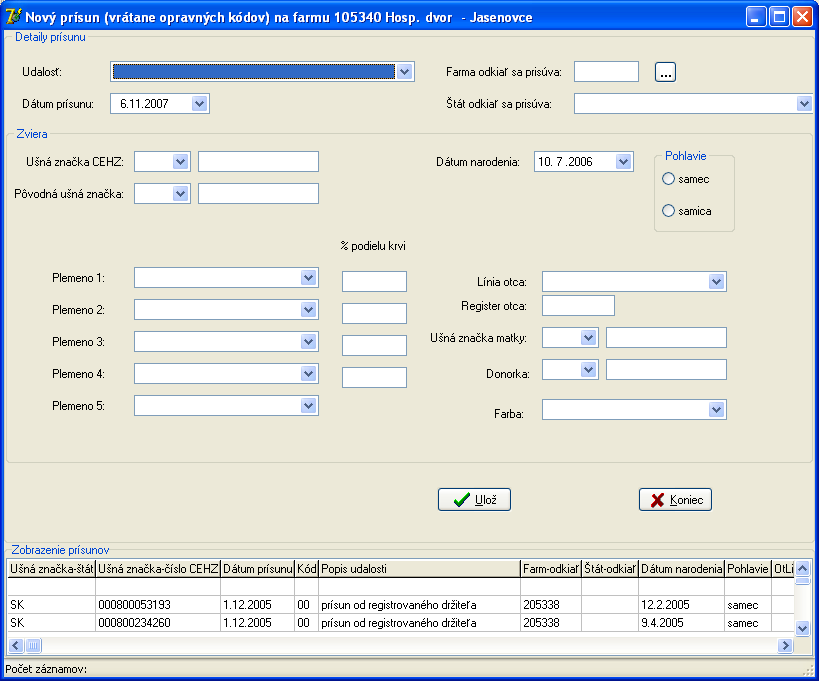 Nový prísun (vrátane opravných kódov) na farmu 105340 Hosp. dvor - Jasenovce
Detaily prísunu
Udalosť:
Farma odkiaľ sa prisúva:
...
Dátum prísunu:
6.11.2007
Štát odkiaľ sa prisúva:
Zviera
Ušná značka CEHZ:
Dátum narodenia:
10. 7 .2006
Pohlavie
samec
Pôvodná ušná značka:
samica
% podielu krvi
Plemeno 1:
Línia otca:
Plemeno 2:
Register otca:
Plemeno 3:
Ušná značka matky:
Plemeno 4:
Donorka:
Plemeno 5:
Farba:
Ulož
Koniec
Zobrazenie prísunov
Ušná značka-štát Ušná značka-číslo CEHZ Dátum prísunu Kód Popis udalosti Farm-odkiaľ Štát-odkiaľ Dátum narodenia Pohlavie OtLi
SK 000800053193 1.12.2005 00 prísun od registrovaného držiteľa 205338 12.2.2005 samec
SK 000800234260 1.12.2005 00 prísun od registrovaného držiteľa 205338 9.4.2005 samec
Počet záznamov: